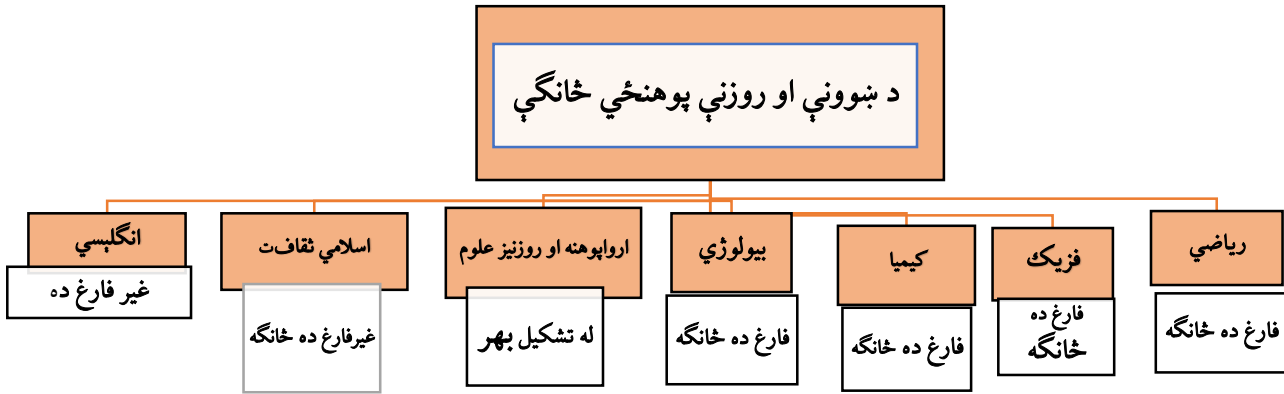 د ښوونې او روزنې پوهنځي څانګې
ریاضي
فارغ ده څانګه
فزیک
فارغ ده
څانګه
کیمیا
فارغ ده څانګه
بیولوژي
فارغ ده څانګه
ارواپوهنه او روزنیز علوم
له تشکیل بهر
اسلامي ثقافت
غیرفارغ ده څانګه
انګلېسي
غیر فارغ ده